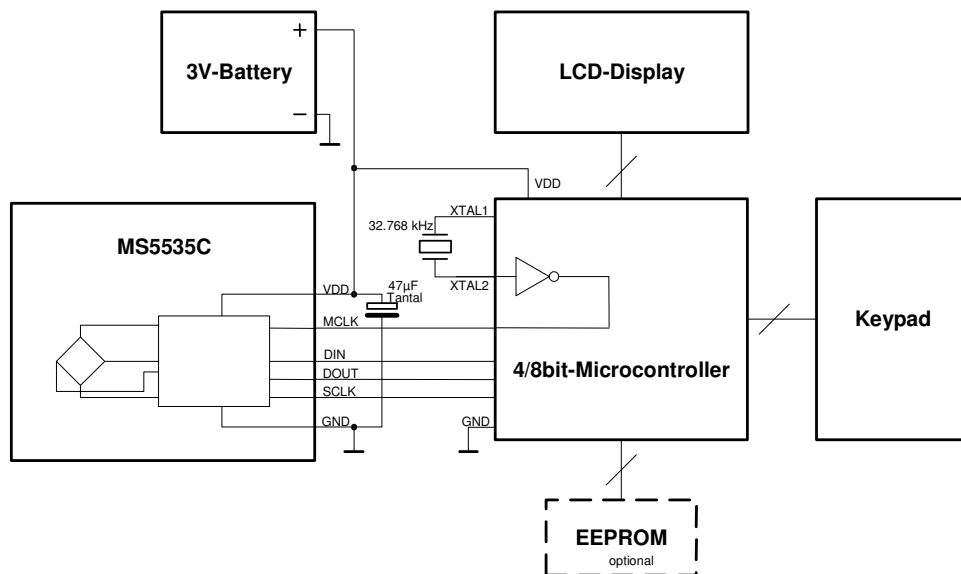 +
3V-Battery
−
LCD-Display
VDD
XTAL1
32.768 kHz
XTAL2
MS5535C
47µF
Tantal
VDD
MCLK
DIN
DOUT
SCLK
GND
4/8bit-Microcontroller
GND
Keypad
EEPROM
optional